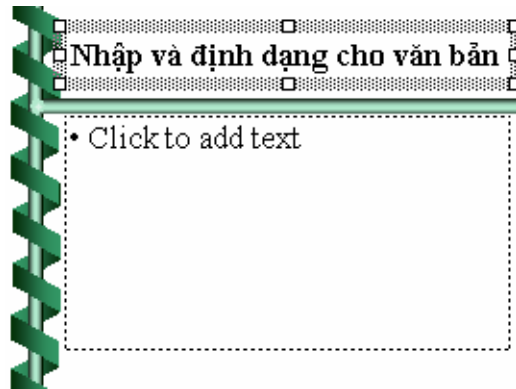 Nhập và định dạng cho văn bản
• Click to add text